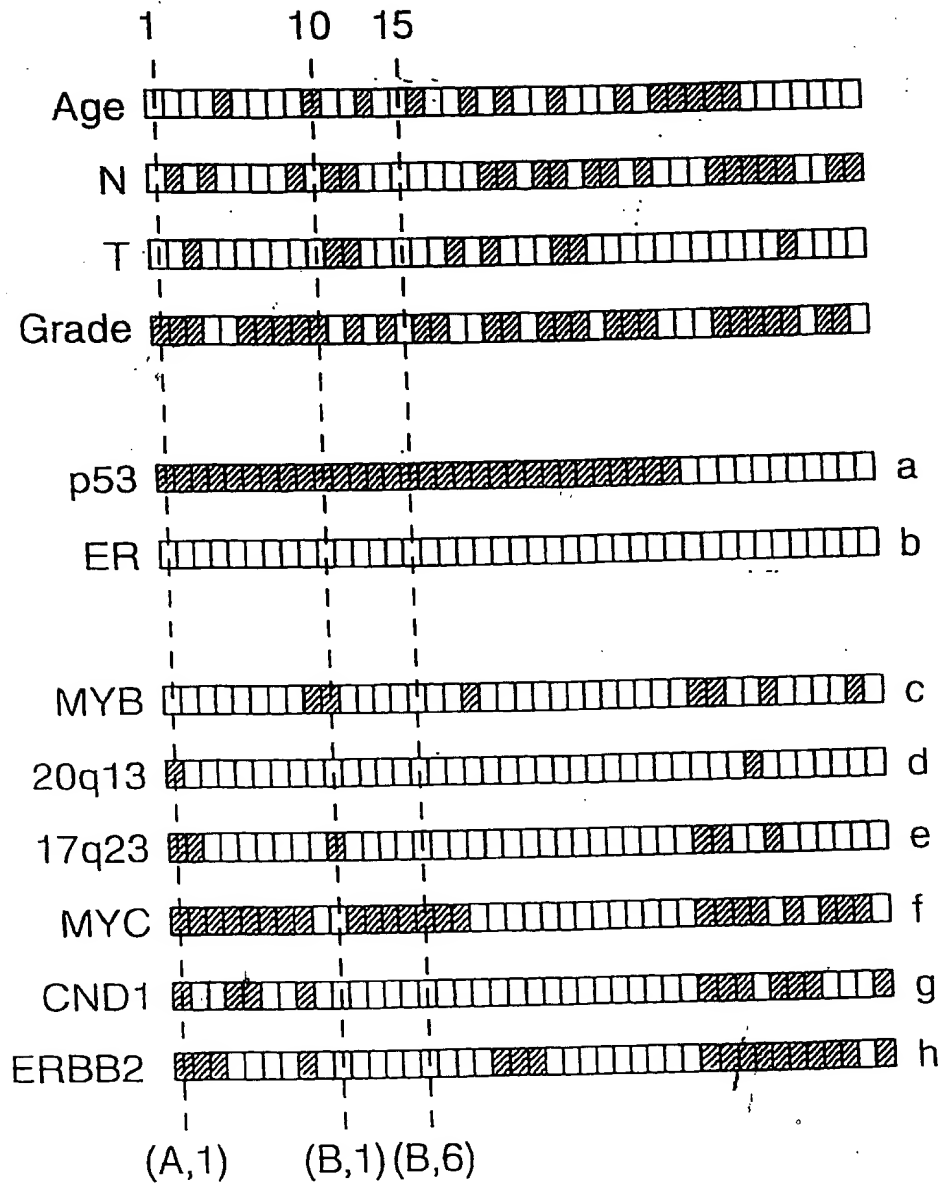 1 10 15
Age
N
T
Grade
p53 a
ER b
MYB c
20q13 d
17q23 e
MYC f
CND1 g
ERBB2 h
(A,1) (B,1) (B,6)